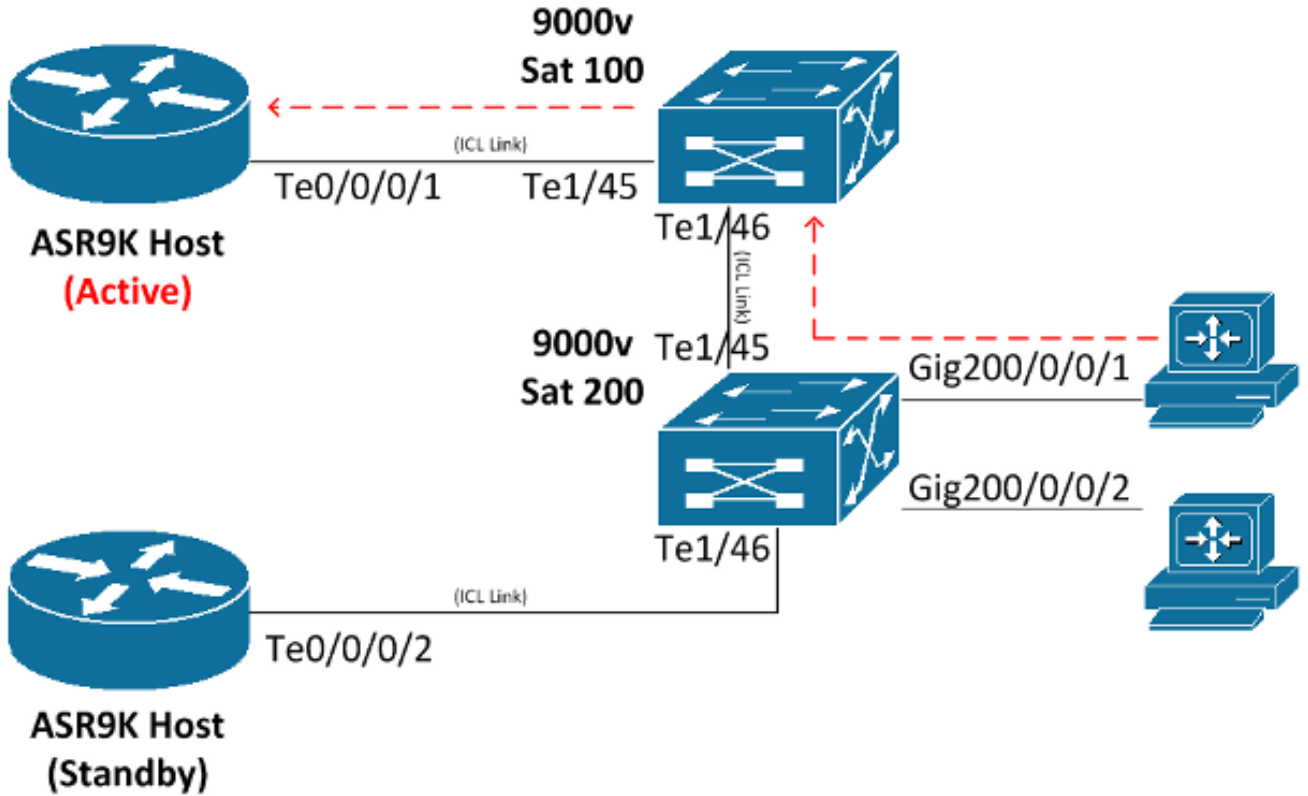 9000v
Sat 100
(ICL Link)
Te0/0/0/1
Te1/45
ASR9K Host
(Active)
Te1/46
(ICL Link)
9000v
Sat 200
Te1/45
Gig200/0/0/1
Gig200/0/0/2
Te1/46
(ICL Link)
Te0/0/0/2
ASR9K Host
(Standby)